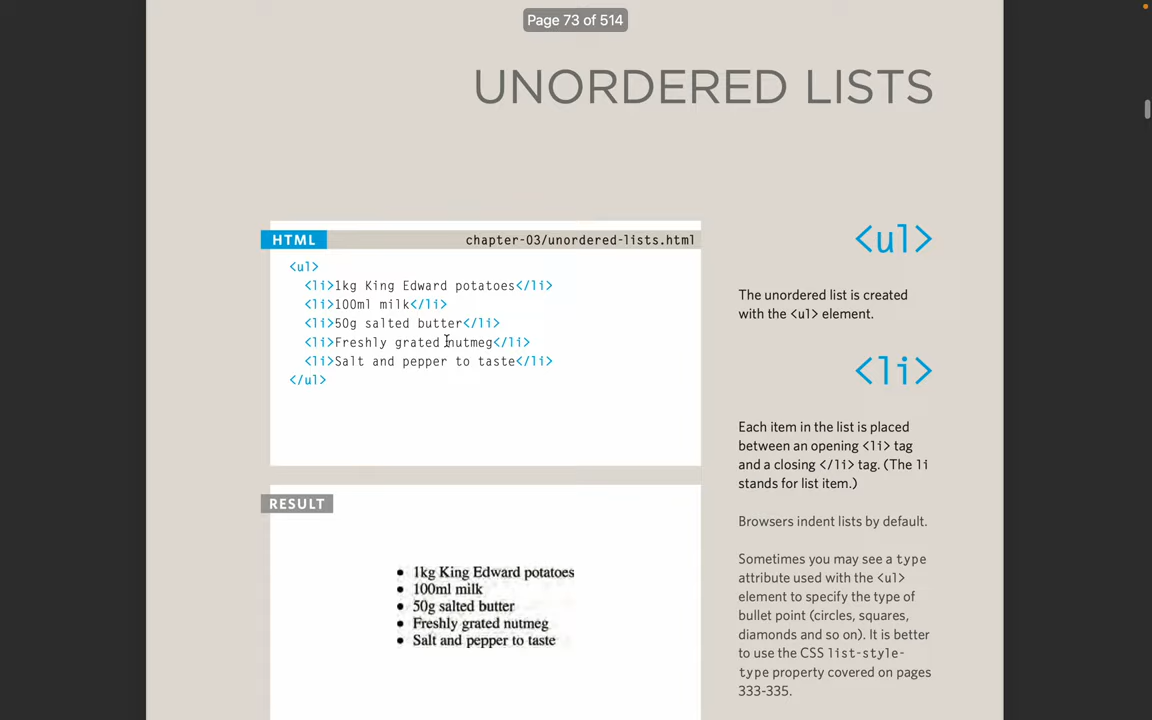 Page 73 of 514
UNORDERED LISTS
HTML
chapter-03/unordered-lists.html
<ul>
<li>1kg King Edward potatoes</li>
<li>100ml milk</li>
<li>50g salted butter</li>
<li>Freshly grated nutmeg</li>
<li>Salt and pepper to taste</li>
</ul>
RESULT
• 1kg King Edward potatoes
• 100ml milk
• 50g salted butter
• Freshly grated nutmeg
• Salt and pepper to taste
<ul>
The unordered list is created
with the <ul> element.
<li>
Each item in the list is placed
between an opening <li> tag
and a closing </li> tag. (The li
stands for list item.)
Browsers indent lists by default.
Sometimes you may see a type
attribute used with the <ul>
element to specify the type of
bullet point (circles, squares,
diamonds and so on). It is better
to use the CSS list-style-
type property covered on pages
333-335.